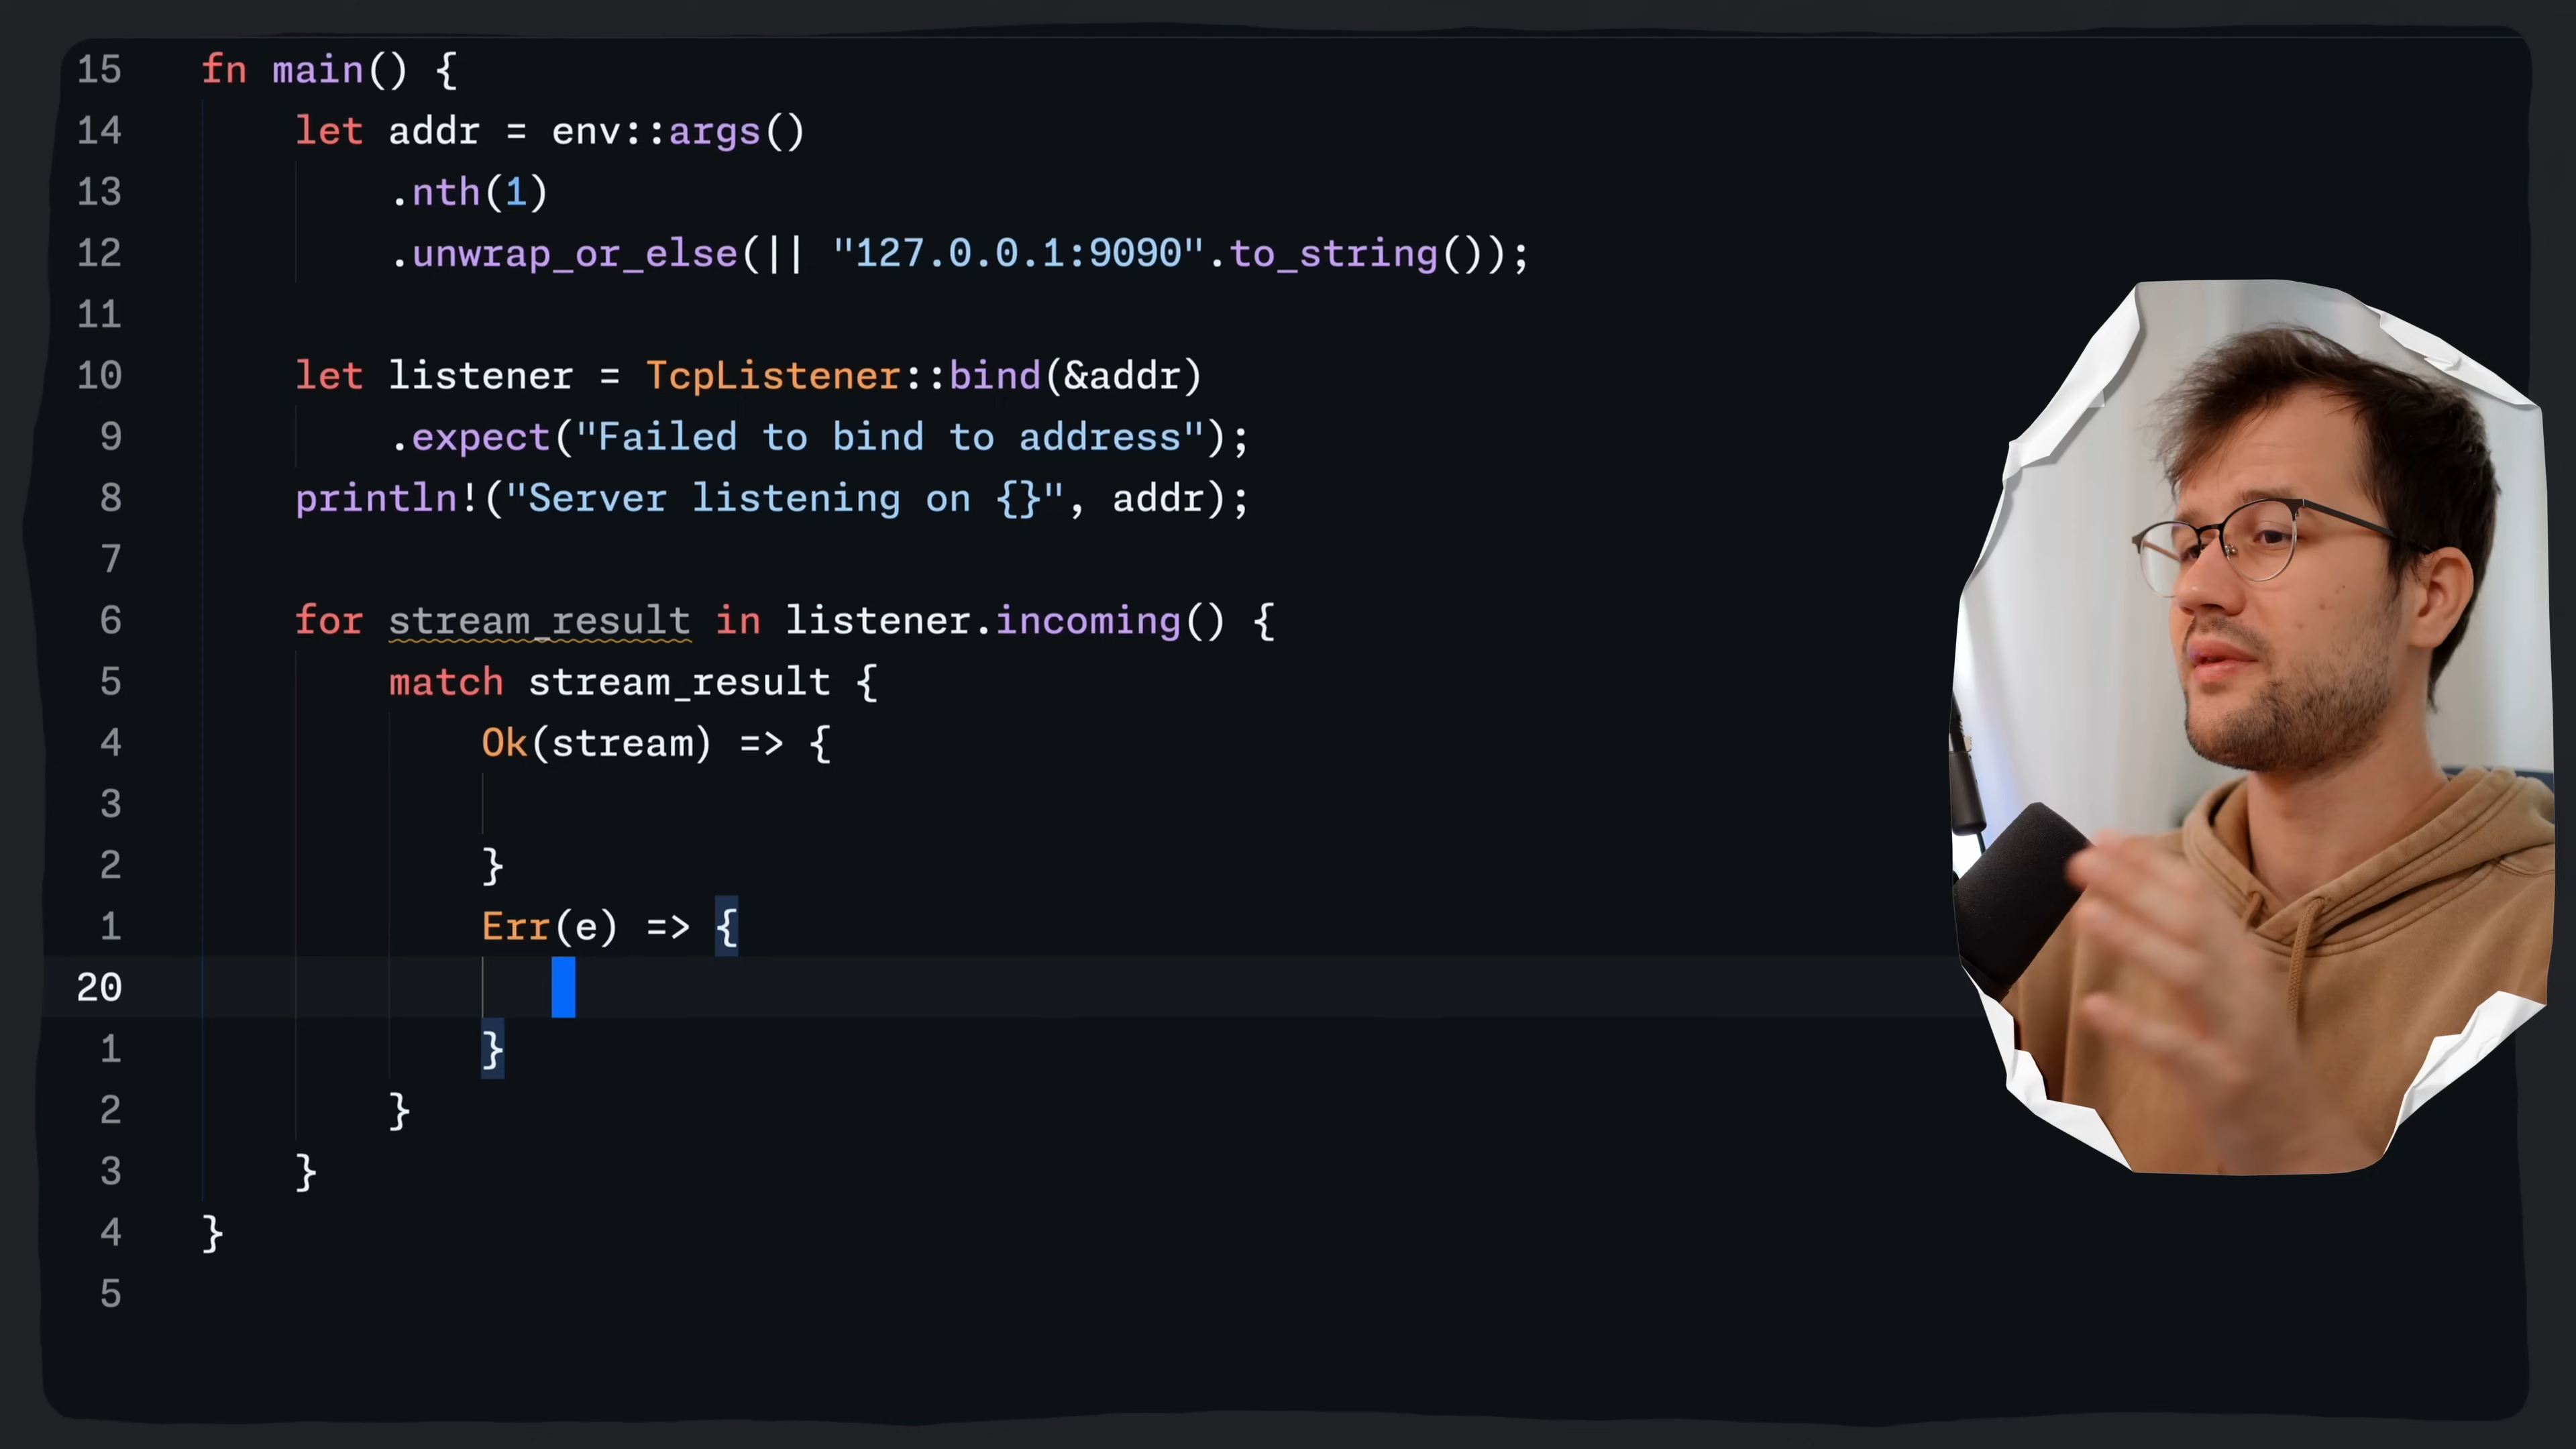 15 fn main() {
14 let addr = env::args()
13 .nth(1)
12 .unwrap_or_else(|| "127.0.0.1:9090".to_string());
11
10 let listener = TcpListener::bind(&addr)
9 .expect("Failed to bind to address");
8 println!("Server listening on {}", addr);
7
6 for stream_result in listener.incoming() {
5 match stream_result {
4 Ok(stream) => {
3
2 }
1 Err(e) => {
20
1 }
2 }
3 }
4 }
5